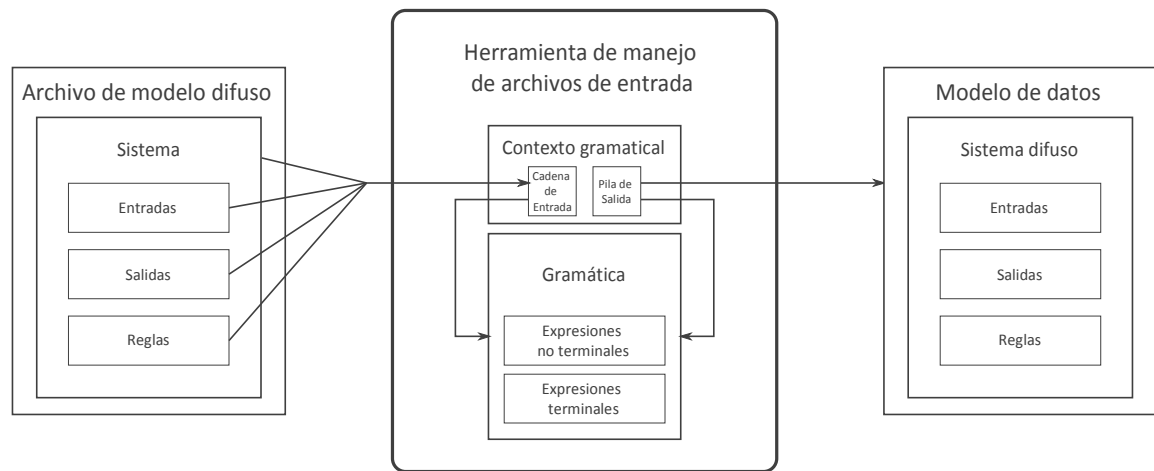 Archivo de modelo difuso
Sistema
Entradas
Salidas
Reglas
Herramienta de manejo
de archivos de entrada
Contexto gramatical
Cadena
de
Entrada
Pila de
Salida
Gramática
Expresiones
no terminales
Expresiones
terminales
Modelo de datos
Sistema difuso
Entradas
Salidas
Reglas